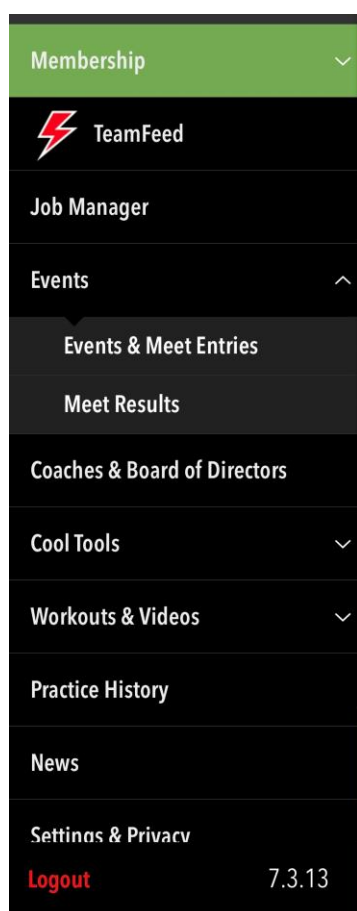 Membership
TeamFeed
Job Manager
Events
Events & Meet Entries
Meet Results
Coaches & Board of Directors
Cool Tools
Workouts & Videos
Practice History
News
Settings & Privacy
Logout 7.3.13